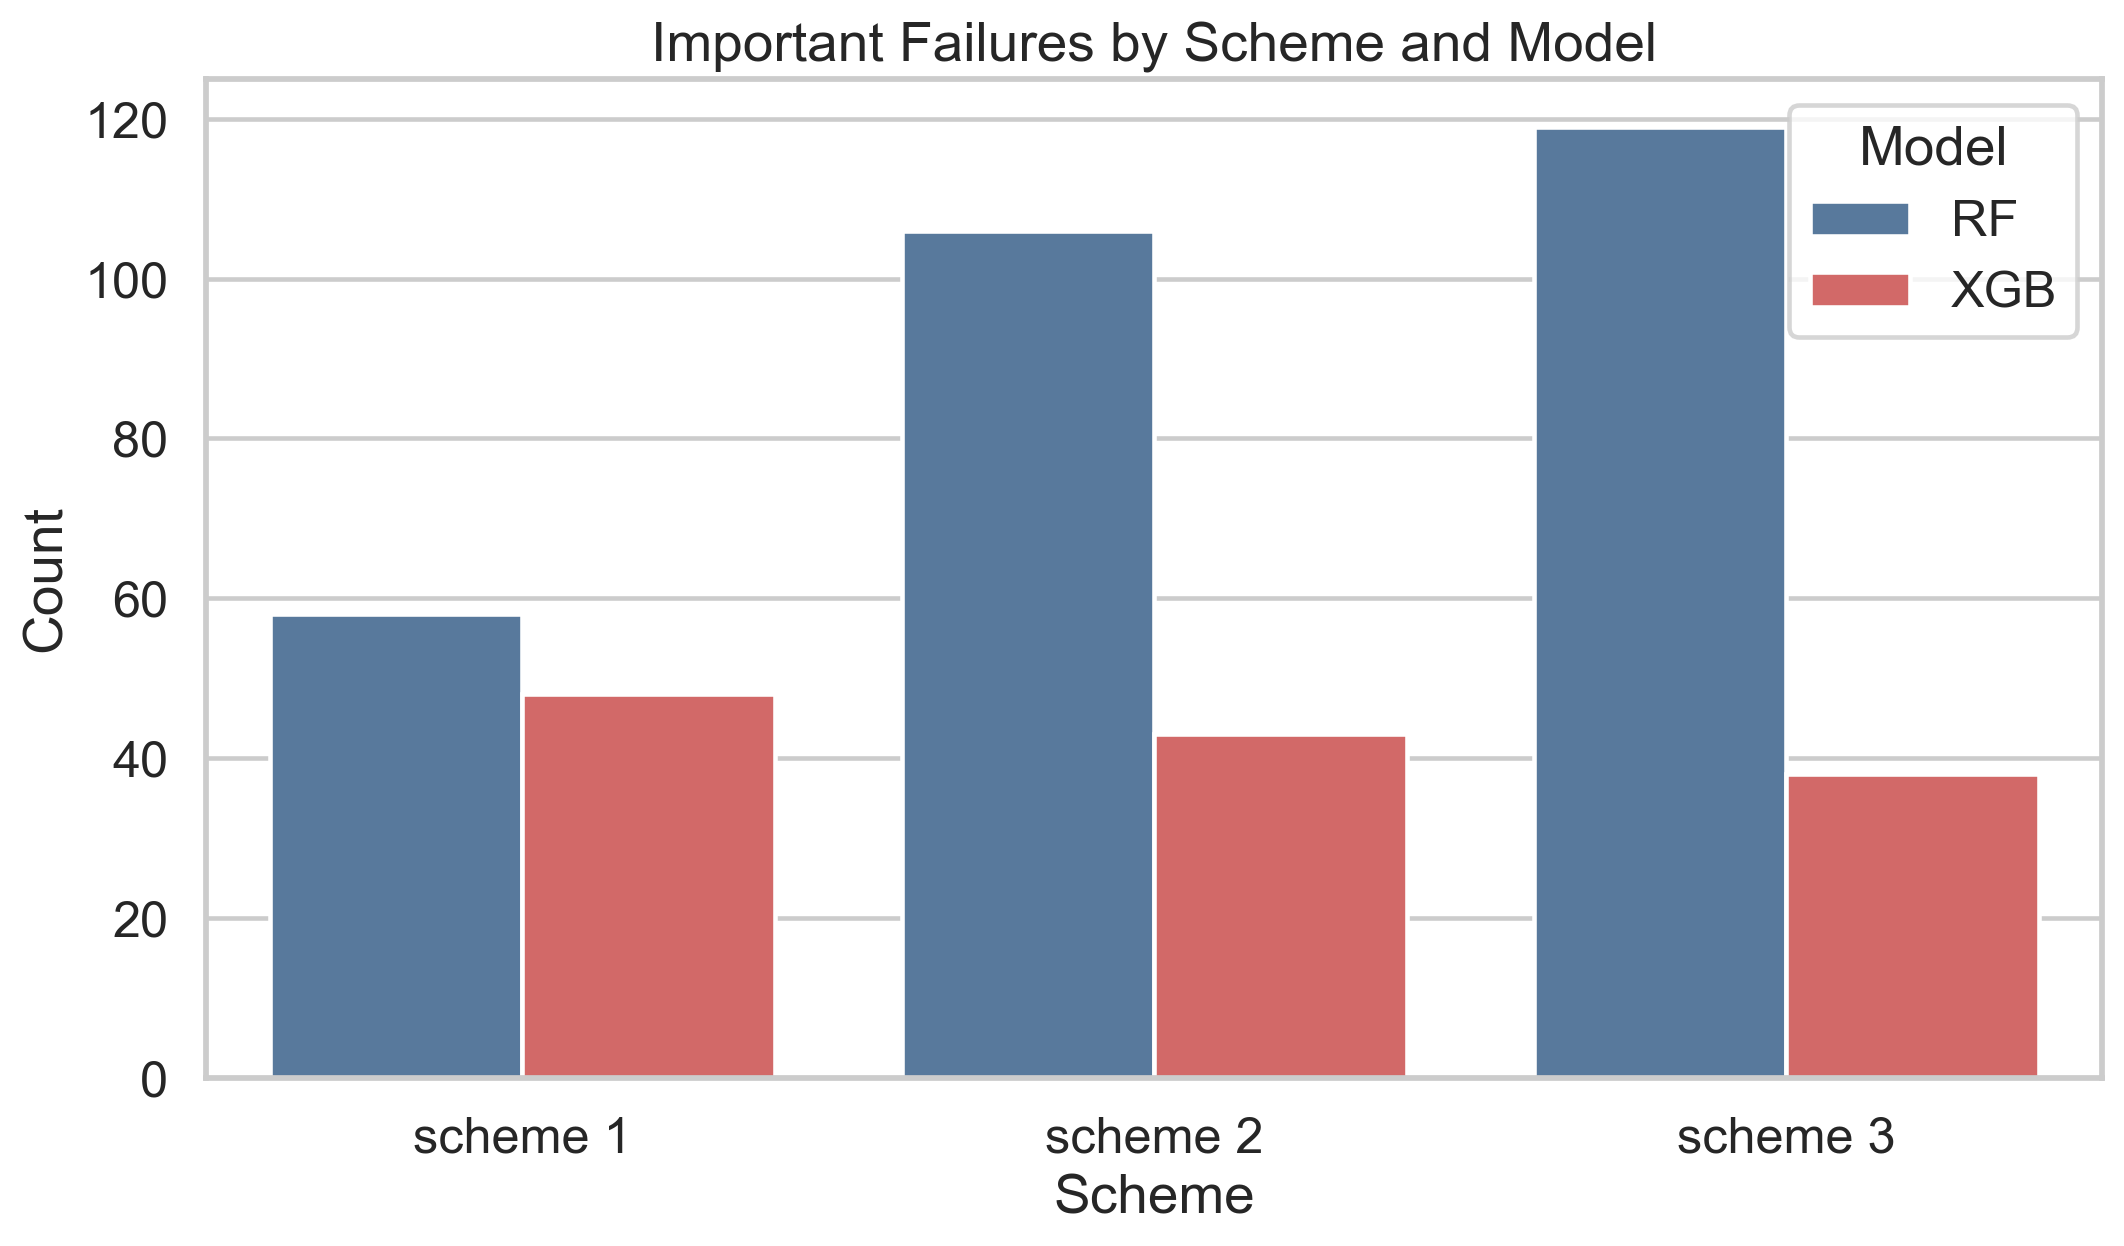 Important Failures by Scheme and Model
120
100
80
60
40
20
0
Count
Model
RF
XGB
scheme 1
scheme 2
scheme 3
Scheme